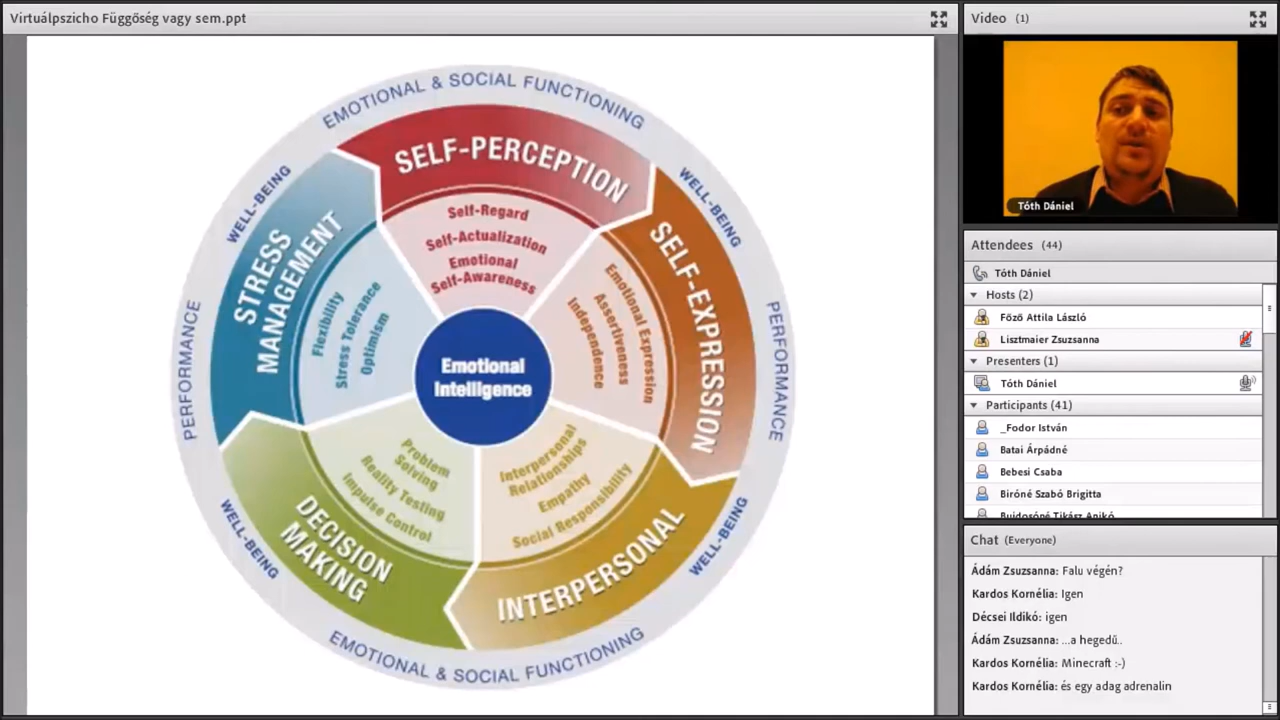 Virtuálpszicho Függőség vagy sem.ppt
EMOTIONAL & SOCIAL FUNCTIONING
WELL-BEING
WELL-BEING
PERFORMANCE
PERFORMANCE
WELL-BEING
WELL-BEING
EMOTIONAL & SOCIAL FUNCTIONING
SELF-PERCEPTION
Self-Regard
Self-Actualization
Emotional
Self-Awareness
SELF-EXPRESSION
Emotional Expression
Assertiveness
Independence
INTERPERSONAL
Interpersonal
Relationships
Empathy
Social Responsibility
DECISION
MAKING
Problem
Solving
Reality Testing
Impulse Control
STRESS
MANAGEMENT
Flexibility
Stress Tolerance
Optimism
Emotional
Intelligence
Video (1)
Tóth Dániel
Attendees (44)
Tóth Dániel
Hosts (2)
Főző Attila László
Lisztmaier Zsuzsanna
Presenters (1)
Tóth Dániel
Participants (41)
_Fodor István
Batai Árpádné
Bebesi Csaba
Biróné Szabó Brigitta
Chat (Everyone)
Ádám Zsuzsanna: Falu végén?
Kardos Kornélia: Igen
Décsei Ildikó: igen
Ádám Zsuzsanna: ...a hegedű..
Kardos Kornélia: Minecraft :-)
Kardos Kornélia: és egy adag adrenalin